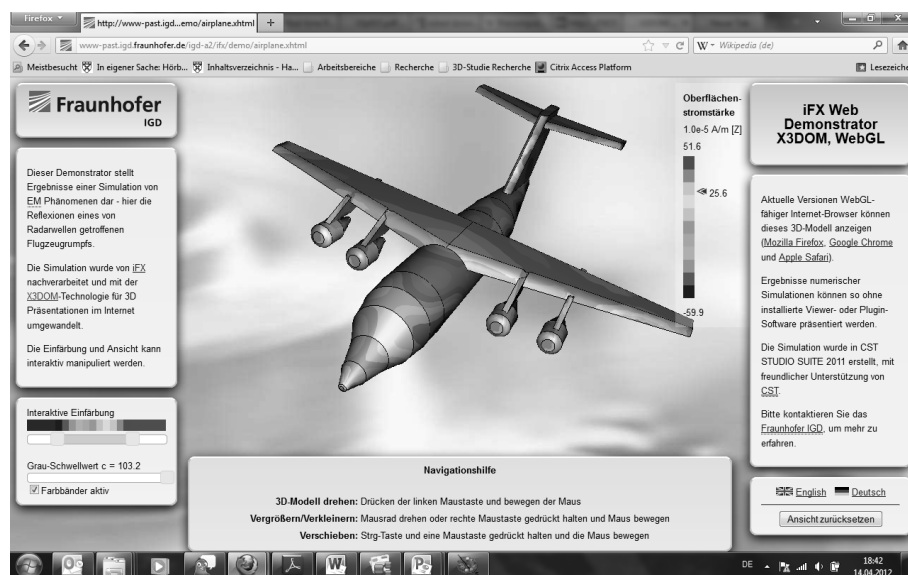 Firefox
http://www-past.igd...emo/airplane.xhtml
www-past.igd.fraunhofer.de/igd-a2/ifx/demo/airplane.xhtml
W - Wikipedia (de)
Meistbesucht
In eigener Sache: Hörb...
Inhaltsverzeichnis - Ha...
Arbeitsbereiche
Recherche
3D-Studie Recherche
Citrix Access Platform
Lesezeiche
Fraunhofer
IGD
Dieser Demonstrator stellt
Ergebnisse einer Simulation von
EM Phänomenen dar - hier die
Reflexionen eines von
Radarwellen getroffenen
Flugzeugrumpfs.
Die Simulation wurde von iFX
nachverarbeitet und mit der
X3DOM-Technologie für 3D
Präsentationen im Internet
umgewandelt.
Die Einfärbung und Ansicht kann
interaktiv manipuliert werden.
Interaktive Einfärbung
Grau-Schwellwert c = 103.2
Farbbänder aktiv
Oberflächen-
stromstärke
1.0e-5 A/m [Z]
51.6
25.6
-59.9
iFX Web
Demonstrator
X3DOM, WebGL
Aktuelle Versionen WebGL-
fähiger Internet-Browser können
dieses 3D-Modell anzeigen
(Mozilla Firefox, Google Chrome
und Apple Safari).
Ergebnisse numerischer
Simulationen können so ohne
installierte Viewer- oder Plugin-
Software präsentiert werden.
Die Simulation wurde in CST
STUDIO SUITE 2011 erstellt, mit
freundlicher Unterstützung von
CST.
Bitte kontaktieren Sie das
Fraunhofer IGD, um mehr zu
erfahren.
English Deutsch
Ansicht zurücksetzen
Navigationshilfe
3D-Modell drehen: Drücken der linken Maustaste und bewegen der Maus
Vergrößern/Verkleinern: Mausrad drehen oder rechte Maustaste gedrückt halten und Maus bewegen
Verschieben: Strg-Taste und eine Maustaste gedrückt halten und die Maus bewegen
DE
18:42
14.04.2012